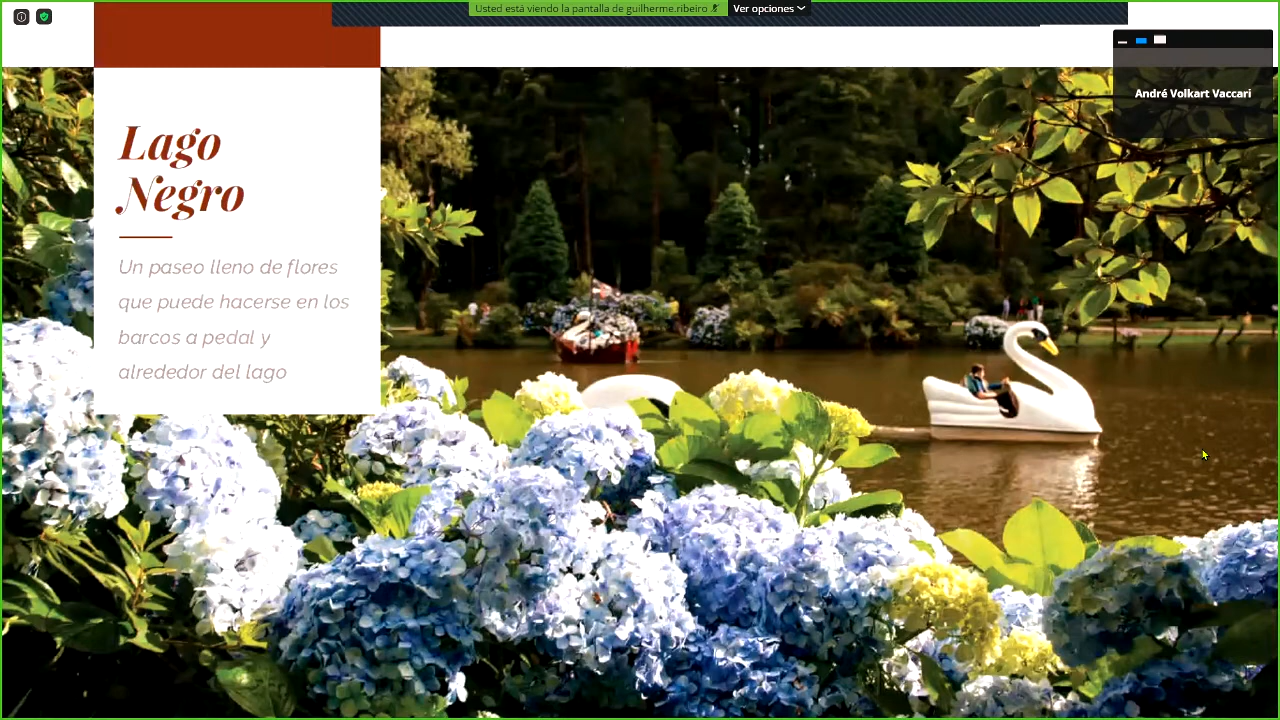 Usted está viendo la pantalla de guilherme.ribeiro
Ver opciones
André Volkart Vaccari
Lago
Negro
Un paseo lleno de flores
que puede hacerse en los
barcos a pedal y
alrededor del lago